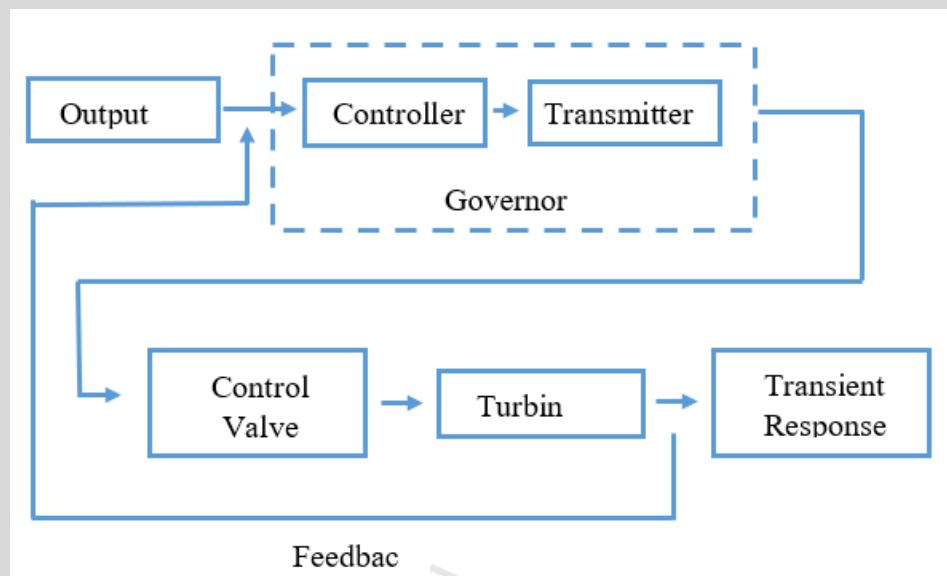 Output
Controller
Transmitter
Governor
Control
Valve
Turbin
Transient
Response
Feedbac